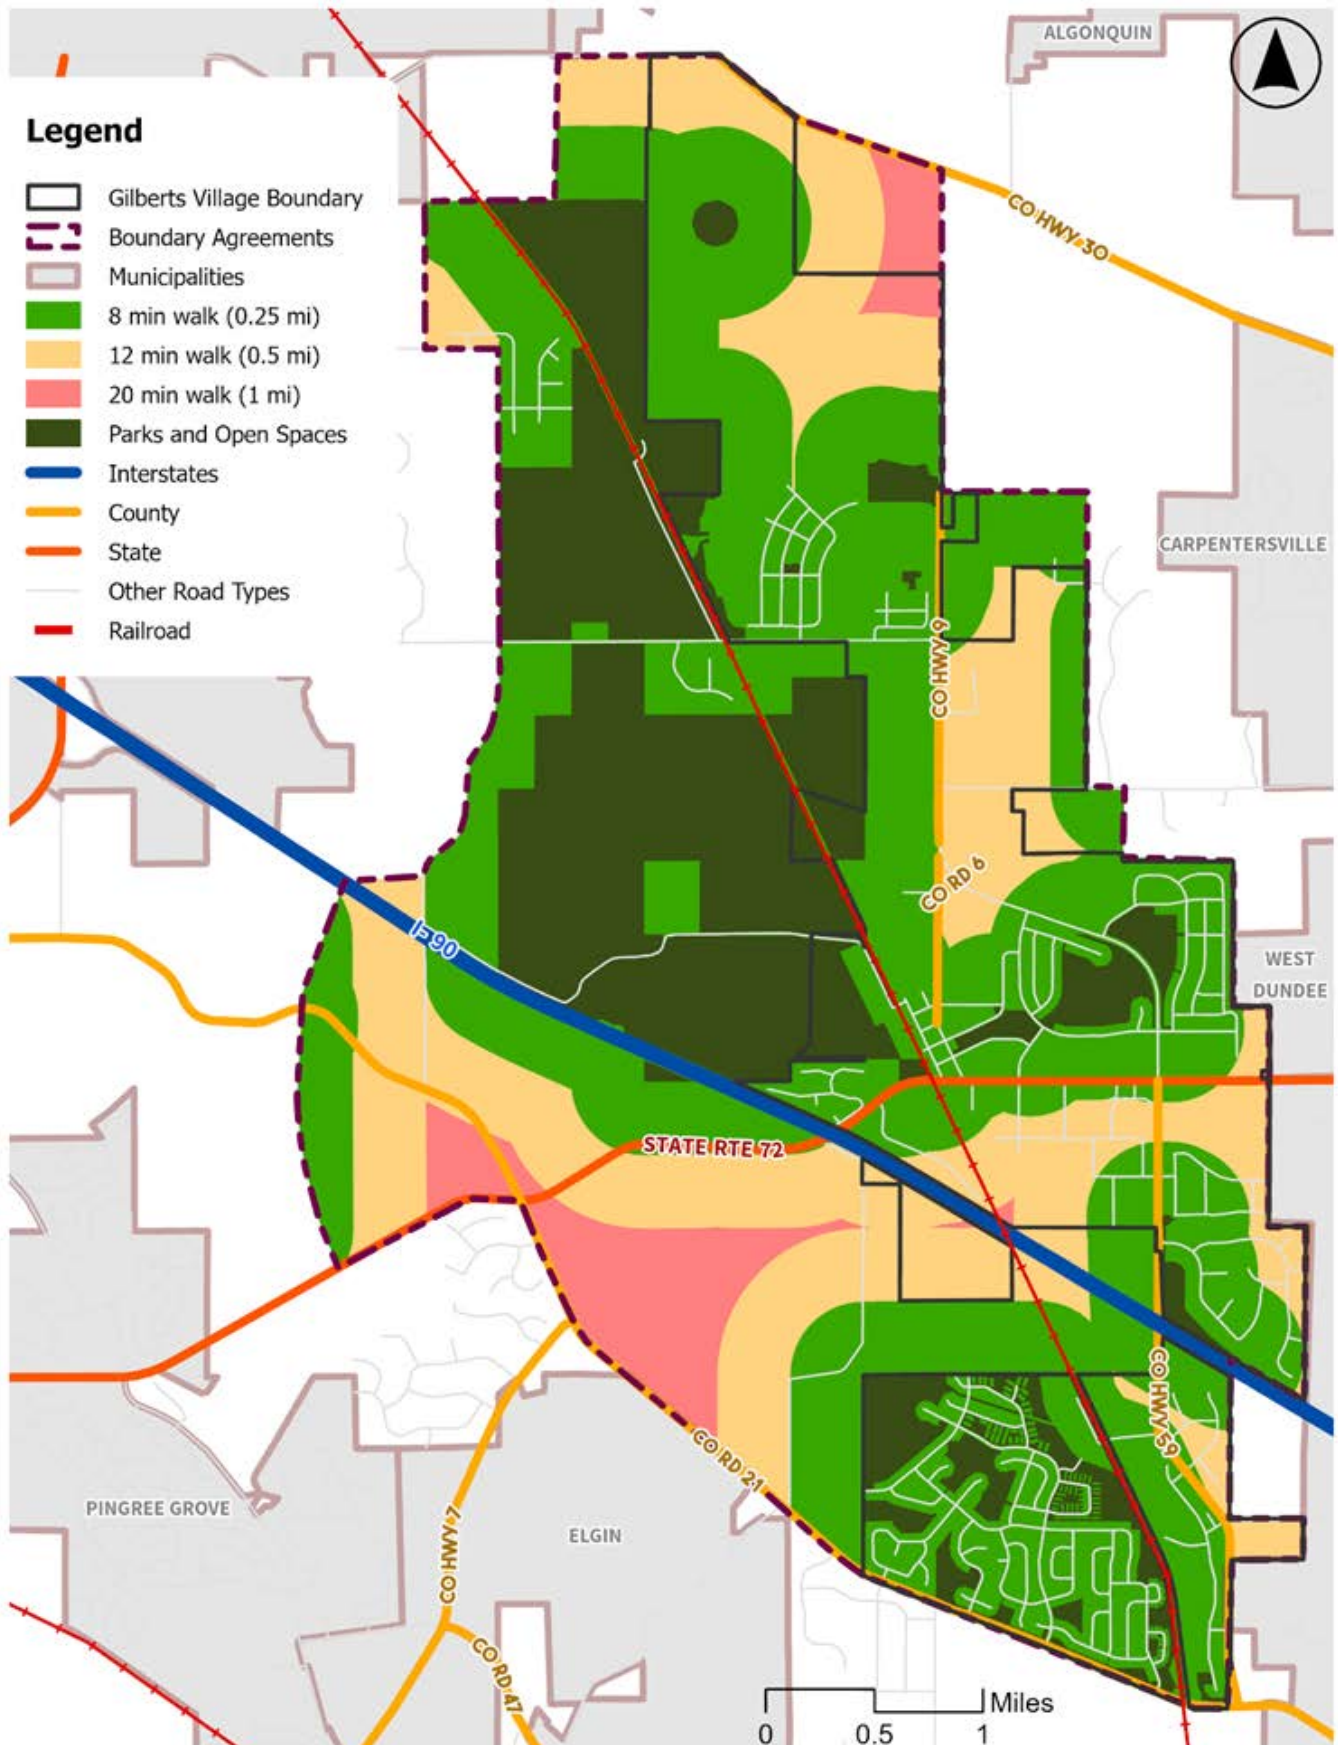 ALGONQUIN
Legend
Gilberts Village Boundary
Boundary Agreements
Municipalities
8 min walk (0.25 mi)
12 min walk (0.5 mi)
20 min walk (1 mi)
Parks and Open Spaces
Interstates
County
State
Other Road Types
Railroad
CO HWY 30
CARPENTERSVILLE
CO HWY 9
CO RD 6
I-90
WEST
DUNDEE
STATE RTE 72
CO HWY 59
CO RD 21
PINGREE GROVE
CO HWY 7
ELGIN
CO RD 47
Miles
0 0.5 1